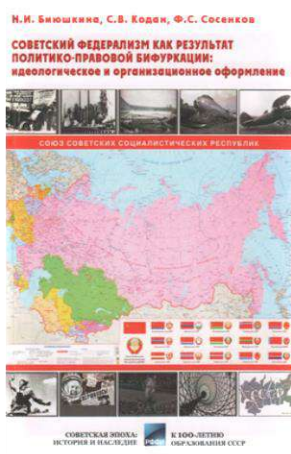 Н.И. Биюшкина, С.В. Кодан, Ф.С. Сосенков
СОВЕТСКИЙ ФЕДЕРАЛИЗМ КАК РЕЗУЛЬТАТ
ПОЛИТИКО-ПРАВОВОЙ БИФУРКАЦИИ:
идеологическое и организационное оформление
СОЮЗ СОВЕТСКИХ СОЦИАЛИСТИЧЕСКИХ РЕСПУБЛИК
СОВЕТСКАЯ ЭПОХА:
ИСТОРИЯ И НАСЛЕДИЕ
РФФИ
К 100-ЛЕТИЮ
ОБРАЗОВАНИЯ СССР